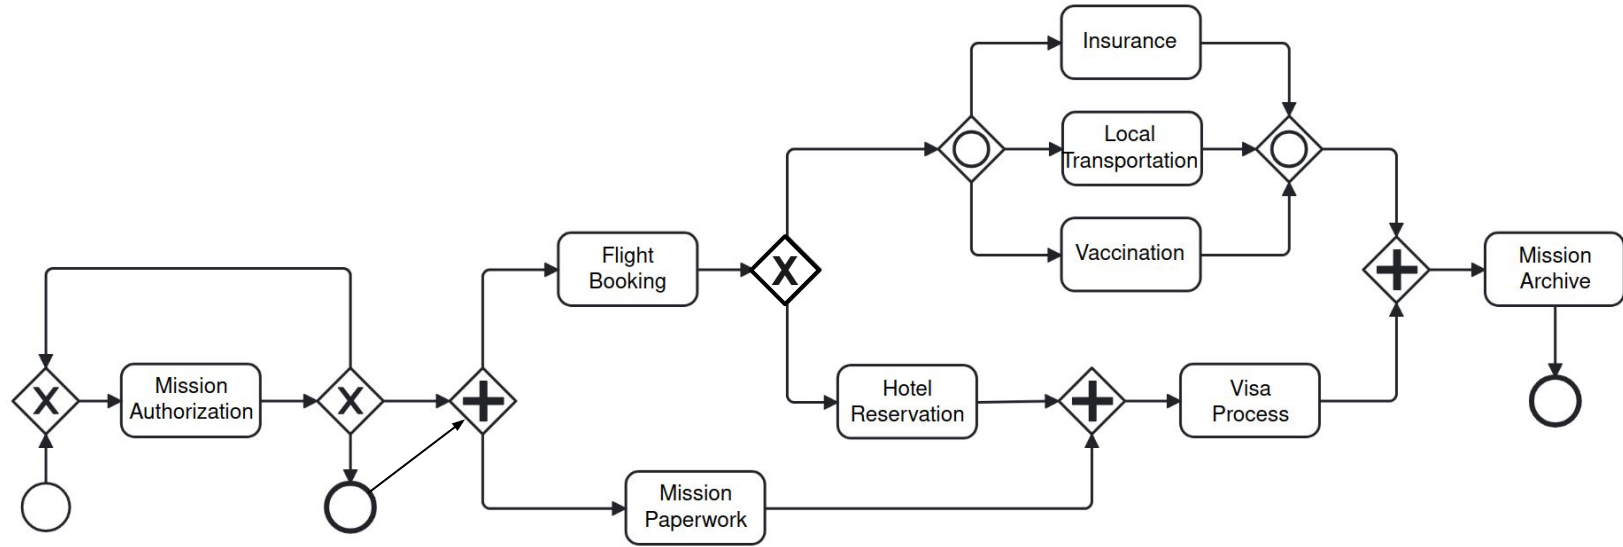 Insurance
Local
Transportation
Vaccination
Flight
Booking
X
Mission
Archive
X
Mission
Authorization
X
Hotel
Reservation
Visa
Process
Mission
Paperwork